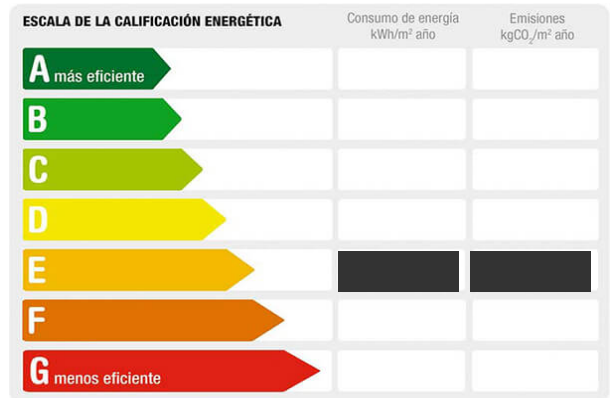 ESCALA DE LA CALIFICACIÓN ENERGÉTICA
Consumo de energía
kWh/m² año
Emisiones
kgCO₂/m² año
A más eficiente
B
C
D
E
F
G menos eficiente